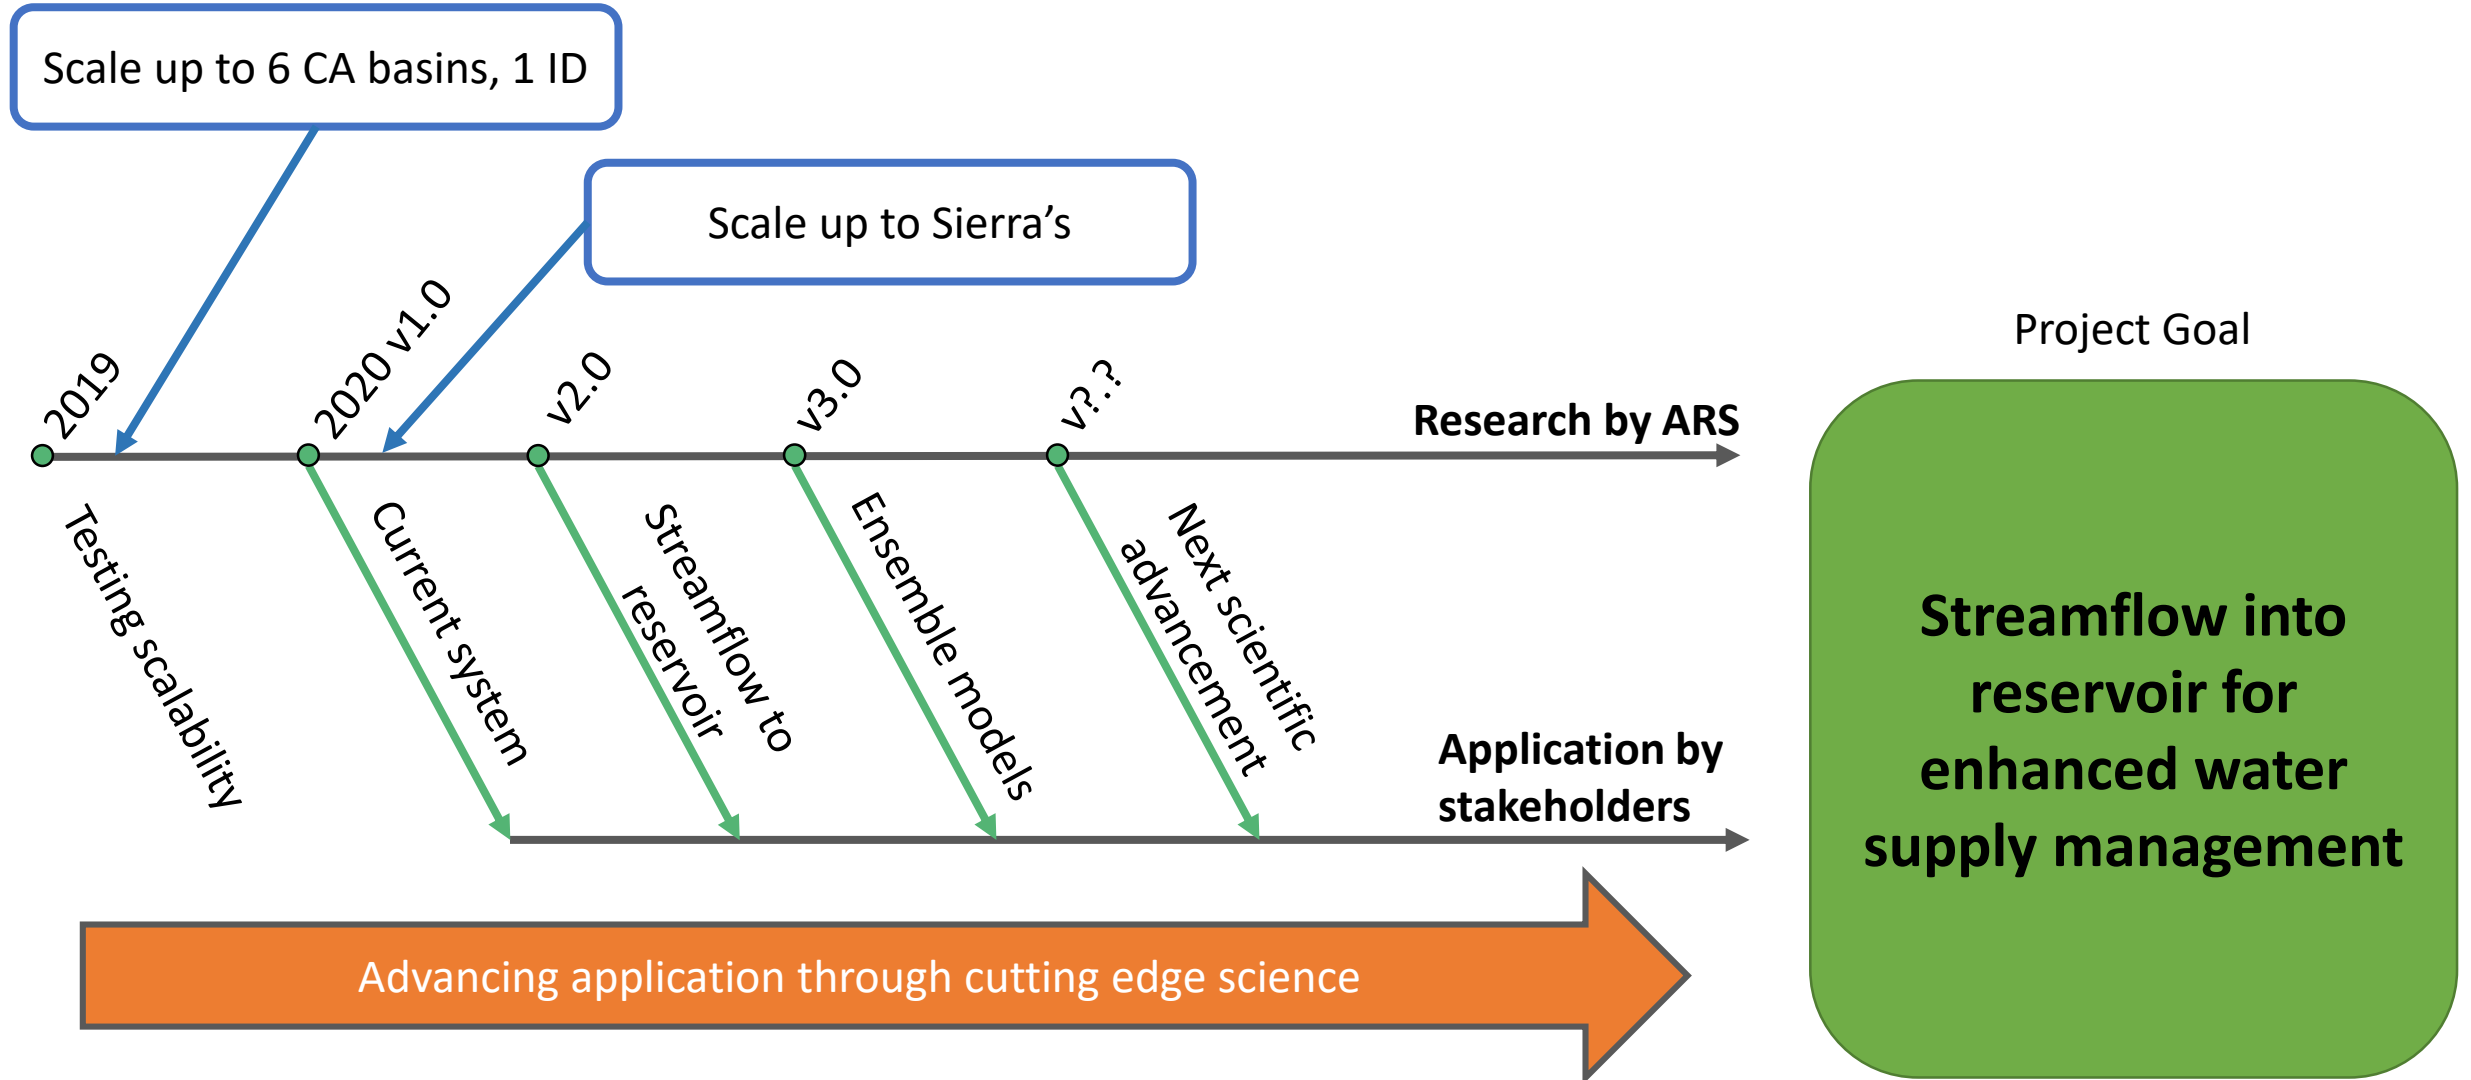 Scale up to 6 CA basins, 1 ID
Scale up to Sierra’s
2019
2020 v1.0
v2.0
v3.0
v?.?
Research by ARS
Testing scalability
Current system
Streamflow to
reservoir
Ensemble models
Next scientific
advancement
Application by
stakeholders
Advancing application through cutting edge science
Project Goal
Streamflow into
reservoir for
enhanced water
supply management